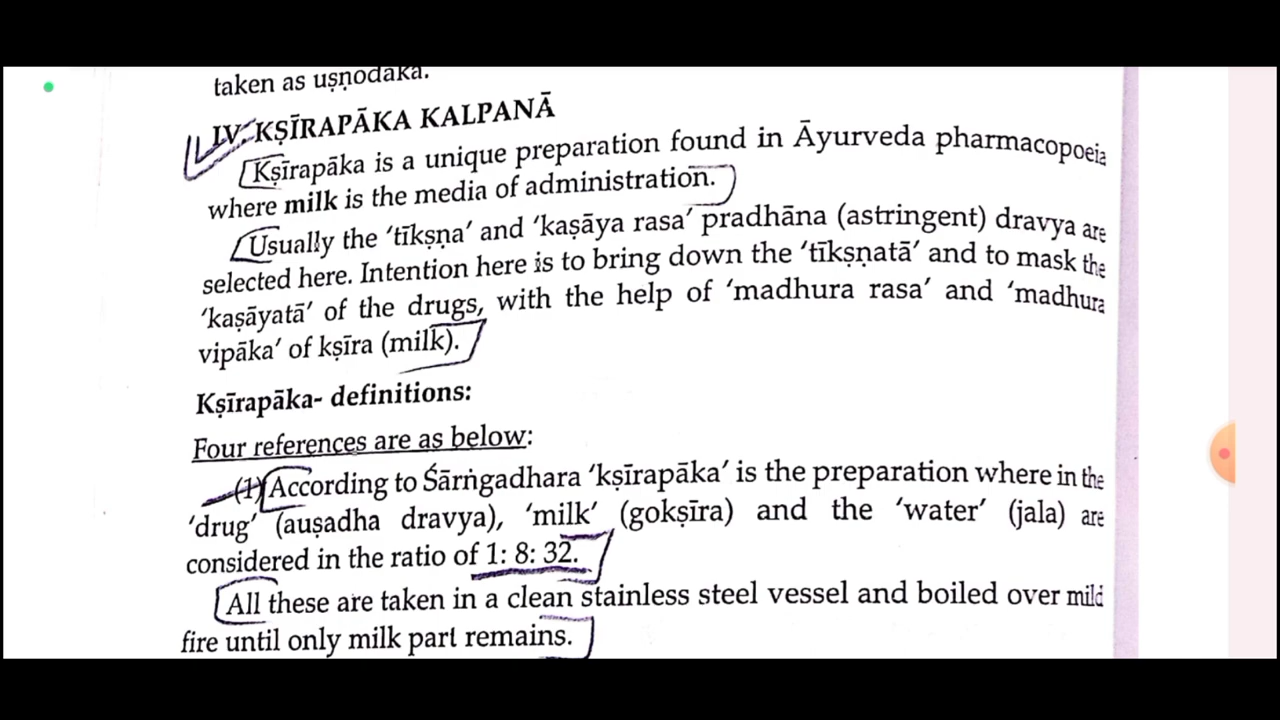 taken as uṣṇodaka.
IV. KṢĪRAPĀKA KALPANĀ
Kṣīrapāka is a unique preparation found in Āyurveda pharmacopoeia
where milk is the media of administration.
Usually the ‘tīkṣṇa’ and ‘kaṣāya rasa’ pradhāna (astringent) dravya are
selected here. Intention here is to bring down the ‘tīkṣṇatā’ and to mask the
‘kaṣāyatā’ of the drugs, with the help of ‘madhura rasa’ and ‘madhura
vipāka’ of kṣīra (milk).
Kṣīrapāka- definitions:
Four references are as below:
(1) According to Śārṅgadhara ‘kṣīrapāka’ is the preparation where in the
‘drug’ (auṣadha dravya), ‘milk’ (gokṣīra) and the ‘water’ (jala) are
considered in the ratio of 1: 8: 32.
All these are taken in a clean stainless steel vessel and boiled over mild
fire until only milk part remains.